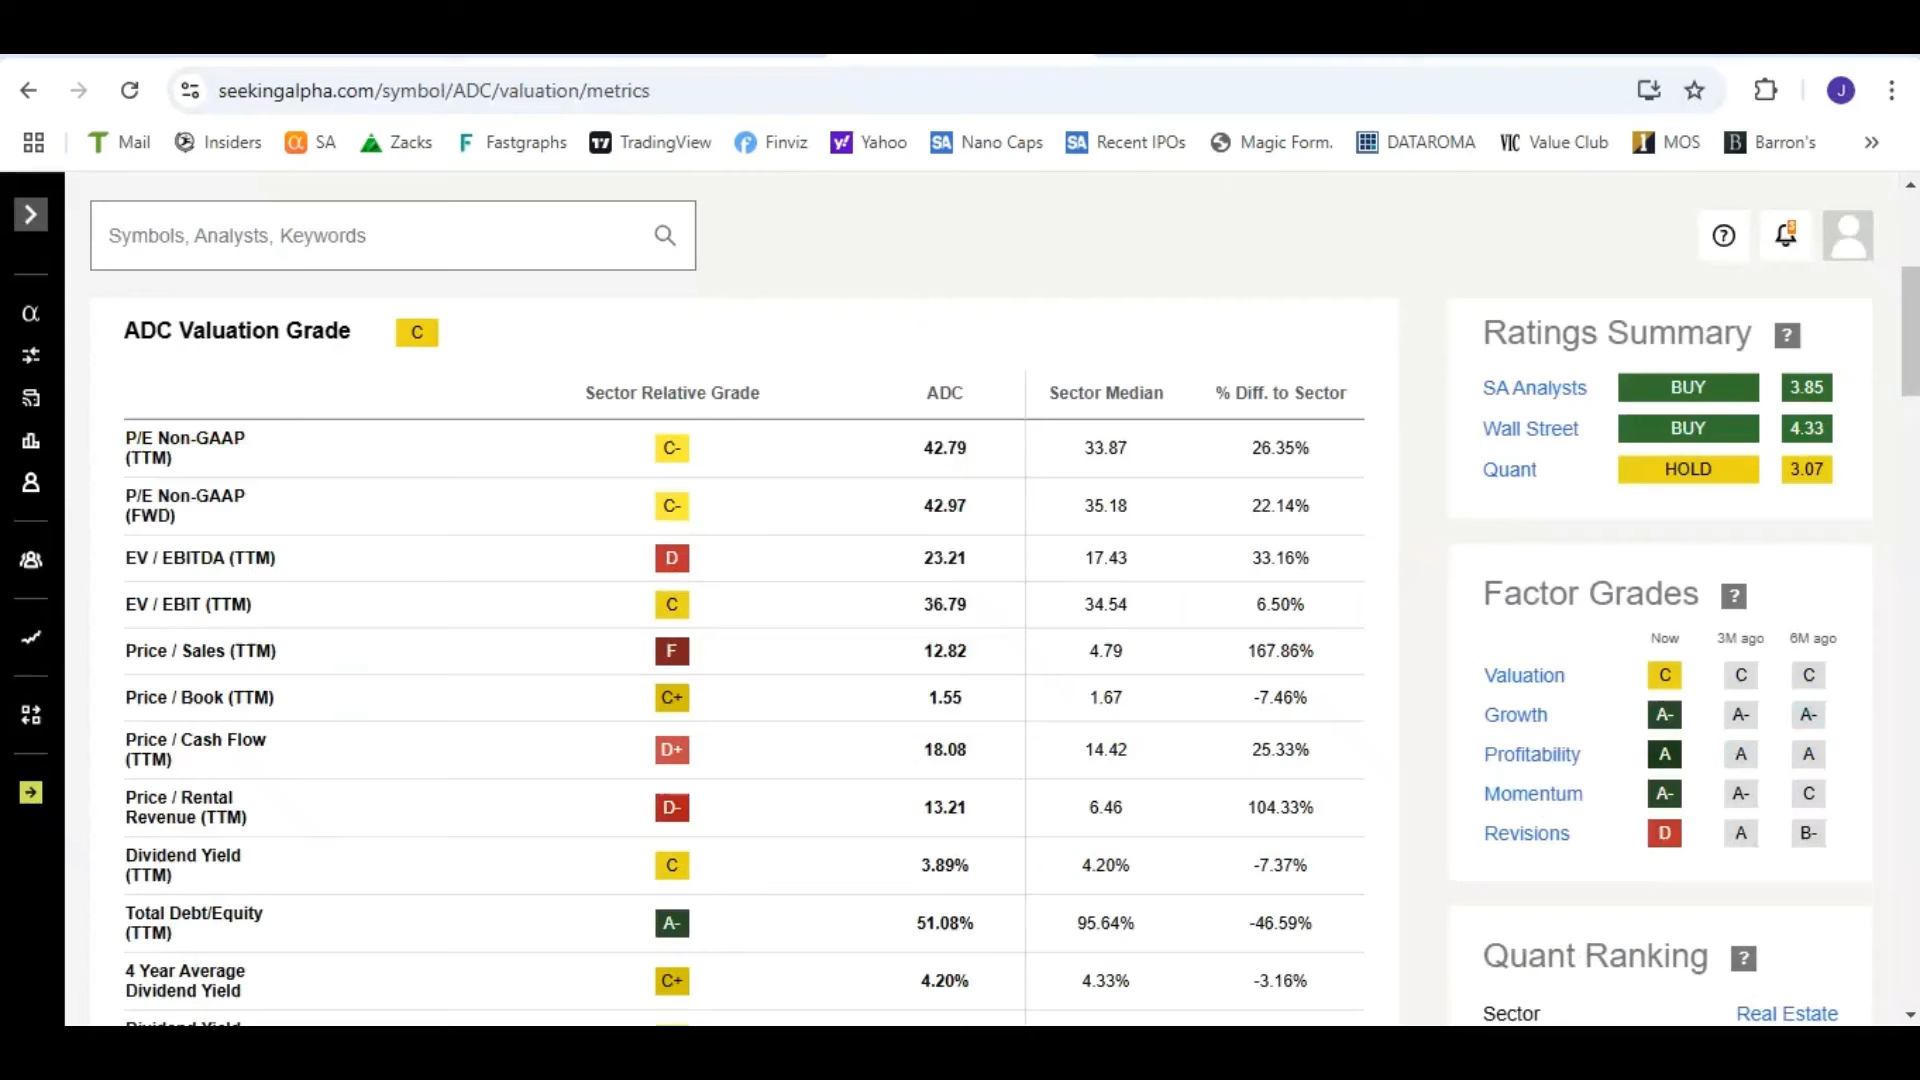 seekingalpha.com/symbol/ADC/valuation/metrics
J
Mail Insiders SA Zacks Fastgraphs TradingView Finviz Yahoo Nano Caps Recent IPOs Magic Form. DATAROMA VIC Value Club MOS Barron's
Symbols, Analysts, Keywords
ADC Valuation Grade C
Sector Relative Grade ADC Sector Median % Diff. to Sector
P/E Non-GAAP
(TTM) C- 42.79 33.87 26.35%
P/E Non-GAAP
(FWD) C- 42.97 35.18 22.14%
EV / EBITDA (TTM) D 23.21 17.43 33.16%
EV / EBIT (TTM) C 36.79 34.54 6.50%
Price / Sales (TTM) F 12.82 4.79 167.86%
Price / Book (TTM) C+ 1.55 1.67 -7.46%
Price / Cash Flow
(TTM) D+ 18.08 14.42 25.33%
Price / Rental
Revenue (TTM) D- 13.21 6.46 104.33%
Dividend Yield
(TTM) C 3.89% 4.20% -7.37%
Total Debt/Equity
(TTM) A- 51.08% 95.64% -46.59%
4 Year Average
Dividend Yield C+ 4.20% 4.33% -3.16%
Ratings Summary ?
SA Analysts BUY 3.85
Wall Street BUY 4.33
Quant HOLD 3.07
Factor Grades ?
Now 3M ago 6M ago
Valuation C C C
Growth A- A- A-
Profitability A A A
Momentum A- A- C
Revisions D A B-
Quant Ranking ?
Sector Real Estate